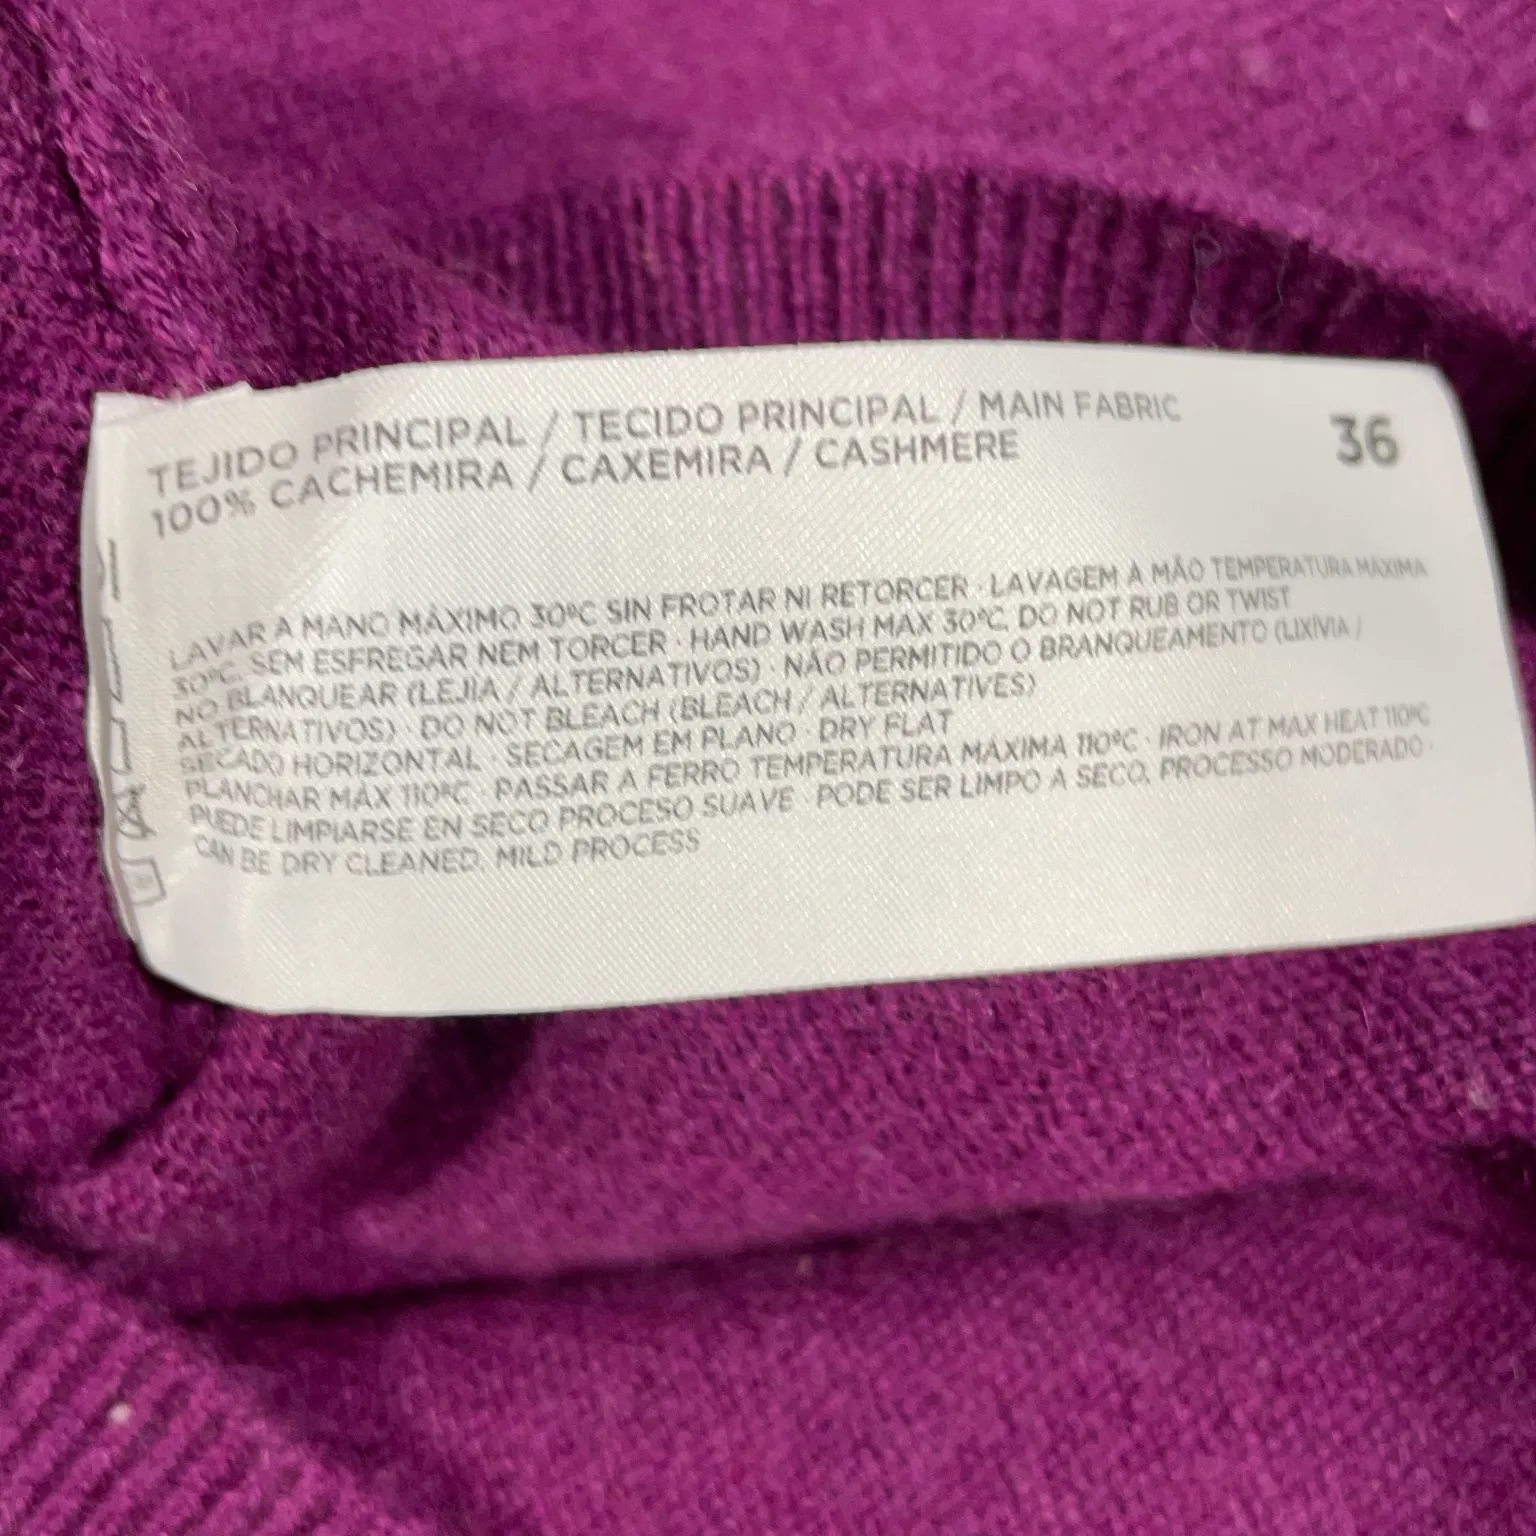 TEJIDO PRINCIPAL / TECIDO PRINCIPAL / MAIN FABRIC
100% CACHEMIRA / CAXEMIRA / CASHMERE
36
LAVAR A MANO MÁXIMO 30ºC SIN FROTAR NI RETORCER · LAVAGEM À MÃO TEMPERATURA MÁXIMA
30ºC, SEM ESFREGAR NEM TORCER · HAND WASH MAX 30ºC, DO NOT RUB OR TWIST
NO BLANQUEAR (LEJIA / ALTERNATIVOS) · NÃO PERMITIDO O BRANQUEAMENTO (LIXÍVIA /
ALTERNATIVOS) · DO NOT BLEACH (BLEACH / ALTERNATIVES)
SECADO HORIZONTAL · SECAGEM EM PLANO · DRY FLAT
PLANCHAR MÁX 110ºC · PASSAR A FERRO TEMPERATURA MÁXIMA 110ºC · IRON AT MAX HEAT 110ºC
PUEDE LIMPIARSE EN SECO PROCESO SUAVE · PODE SER LIMPO A SECO, PROCESSO MODERADO ·
CAN BE DRY CLEANED, MILD PROCESS